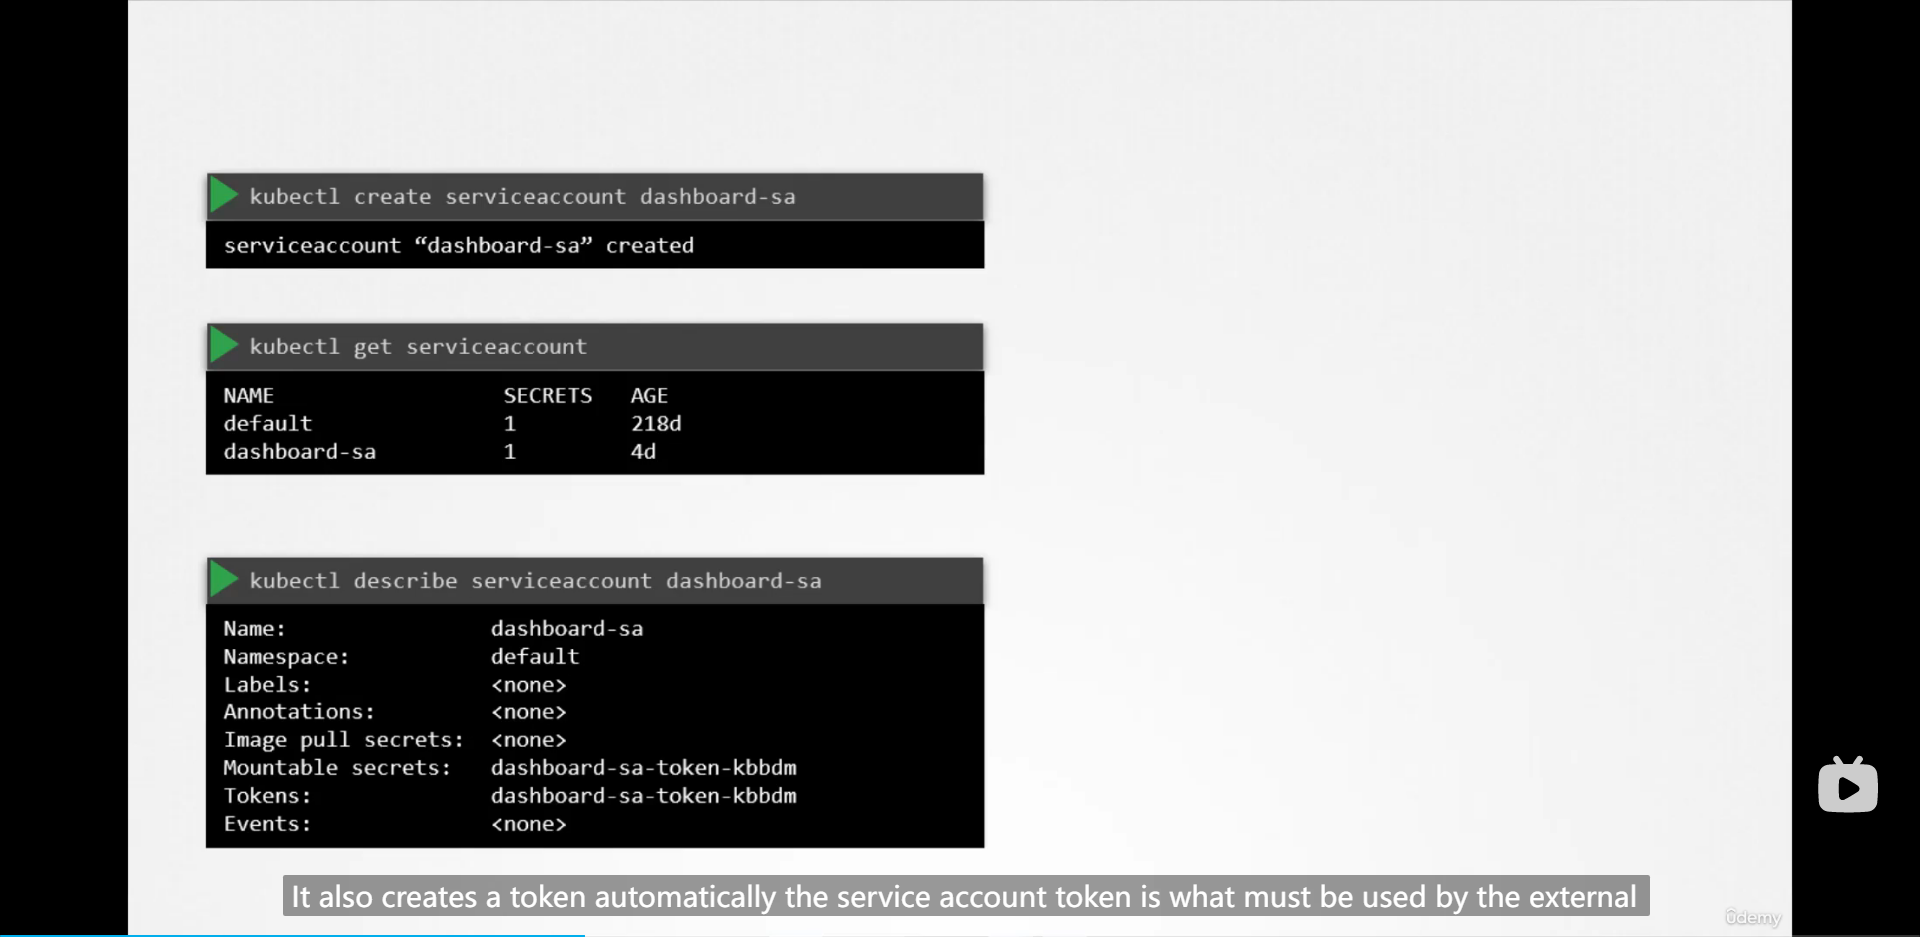 kubectl create serviceaccount dashboard-sa
serviceaccount “dashboard-sa” created
kubectl get serviceaccount
NAME SECRETS AGE
default 1 218d
dashboard-sa 1 4d
kubectl describe serviceaccount dashboard-sa
Name: dashboard-sa
Namespace: default
Labels: <none>
Annotations: <none>
Image pull secrets: <none>
Mountable secrets: dashboard-sa-token-kbbdm
Tokens: dashboard-sa-token-kbbdm
Events: <none>
It also creates a token automatically the service account token is what must be used by the external
ûdemy